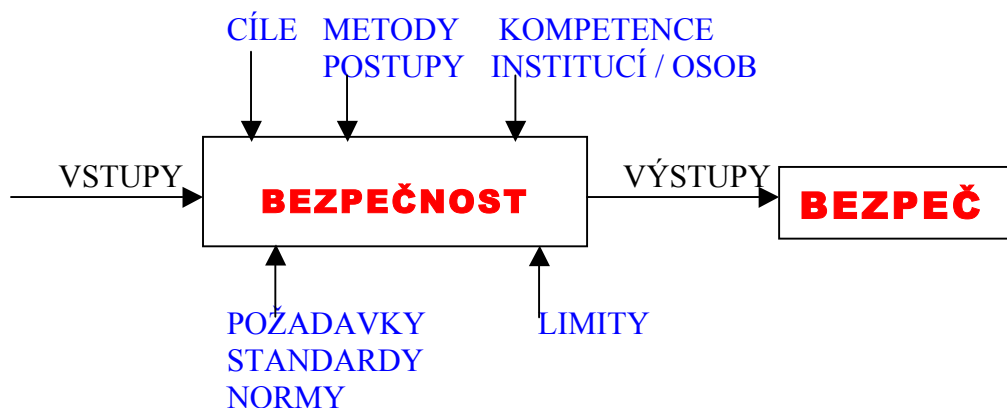 CÍLE METODY KOMPETENCE
POSTUPY INSTITUCÍ / OSOB
VSTUPY VÝSTUPY
BEZPEČNOST BEZPEČ
POŽADAVKY LIMITY
STANDARDY
NORMY